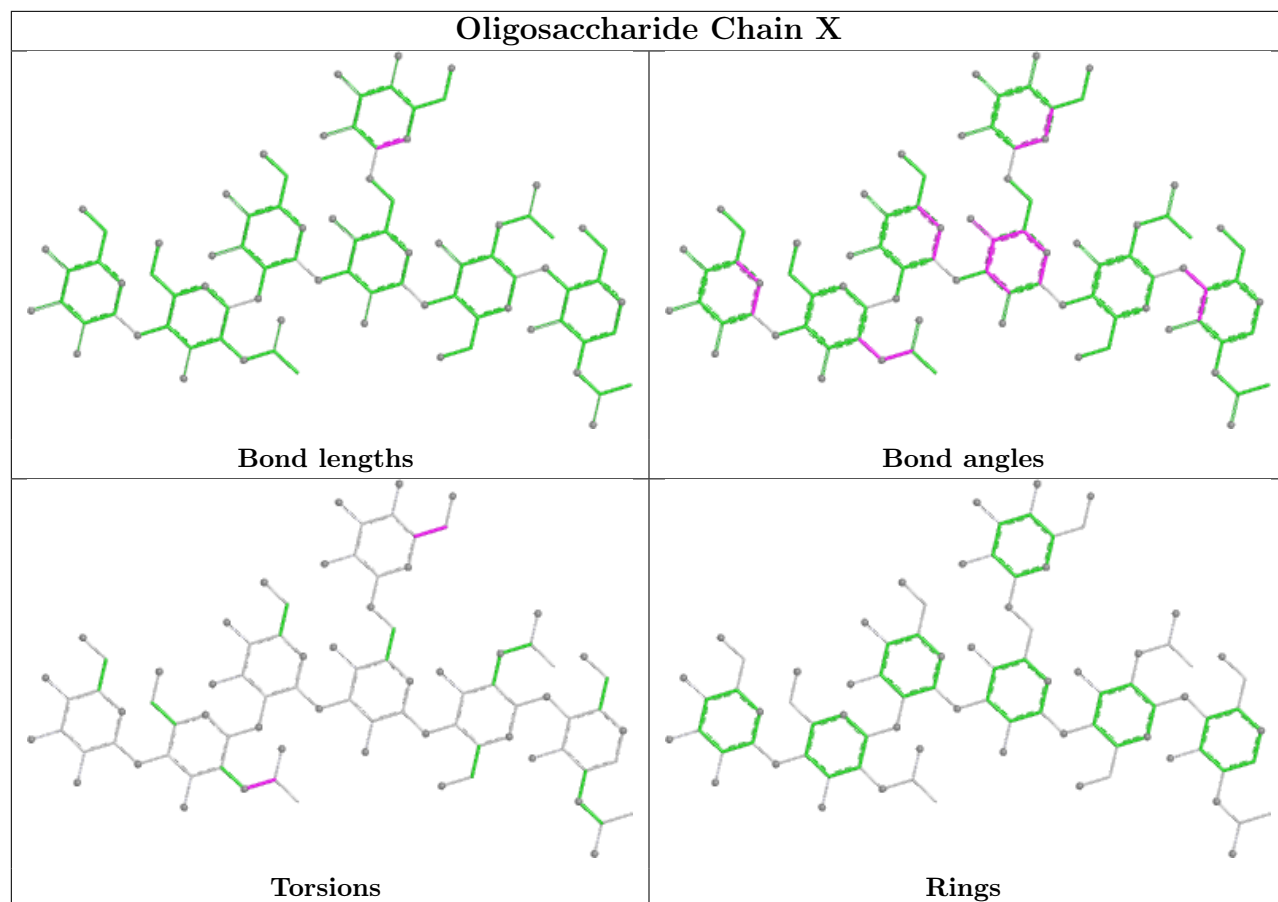 Oligosaccharide Chain X
Bond lengths
Bond angles
Torsions
Rings